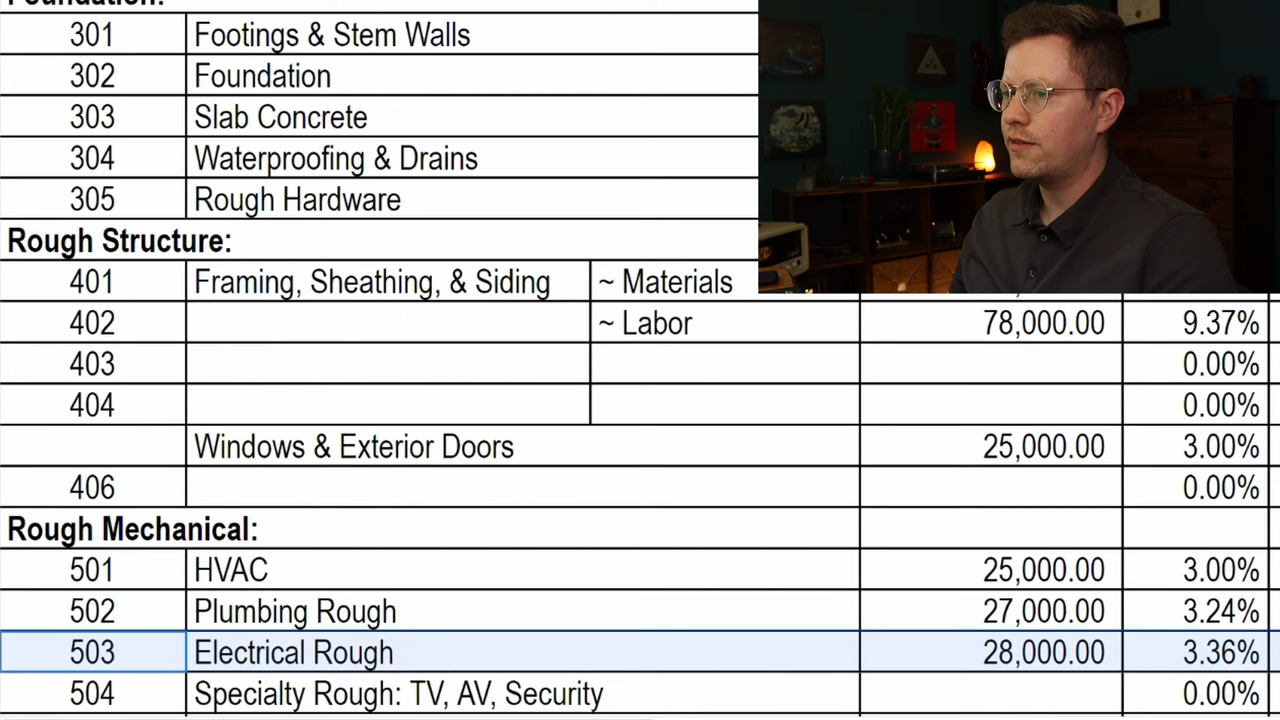 Foundation:
301 Footings & Stem Walls
302 Foundation
303 Slab Concrete
304 Waterproofing & Drains
305 Rough Hardware
Rough Structure:
401 Framing, Sheathing, & Siding ~ Materials
402 ~ Labor 78,000.00 9.37%
403 0.00%
404 0.00%
Windows & Exterior Doors 25,000.00 3.00%
406 0.00%
Rough Mechanical:
501 HVAC 25,000.00 3.00%
502 Plumbing Rough 27,000.00 3.24%
503 Electrical Rough 28,000.00 3.36%
504 Specialty Rough: TV, AV, Security 0.00%